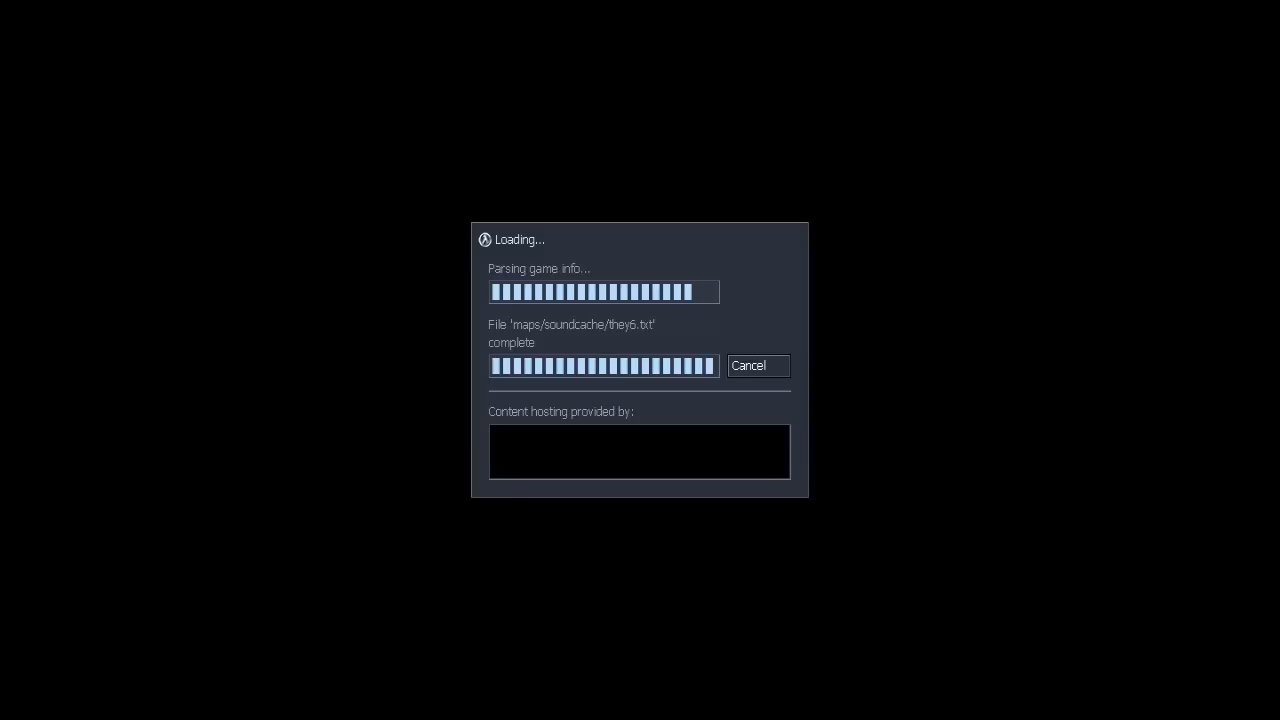 Loading...
Parsing game info...
File 'maps/soundcache/they6.txt'
complete
Cancel
Content hosting provided by: